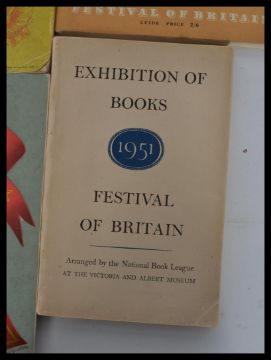 FESTIVAL OF BRITAIN
GUIDE PRICE 2/6
EXHIBITION OF
BOOKS
1951
FESTIVAL
OF BRITAIN
Arranged by the National Book League
AT THE VICTORIA AND ALBERT MUSEUM